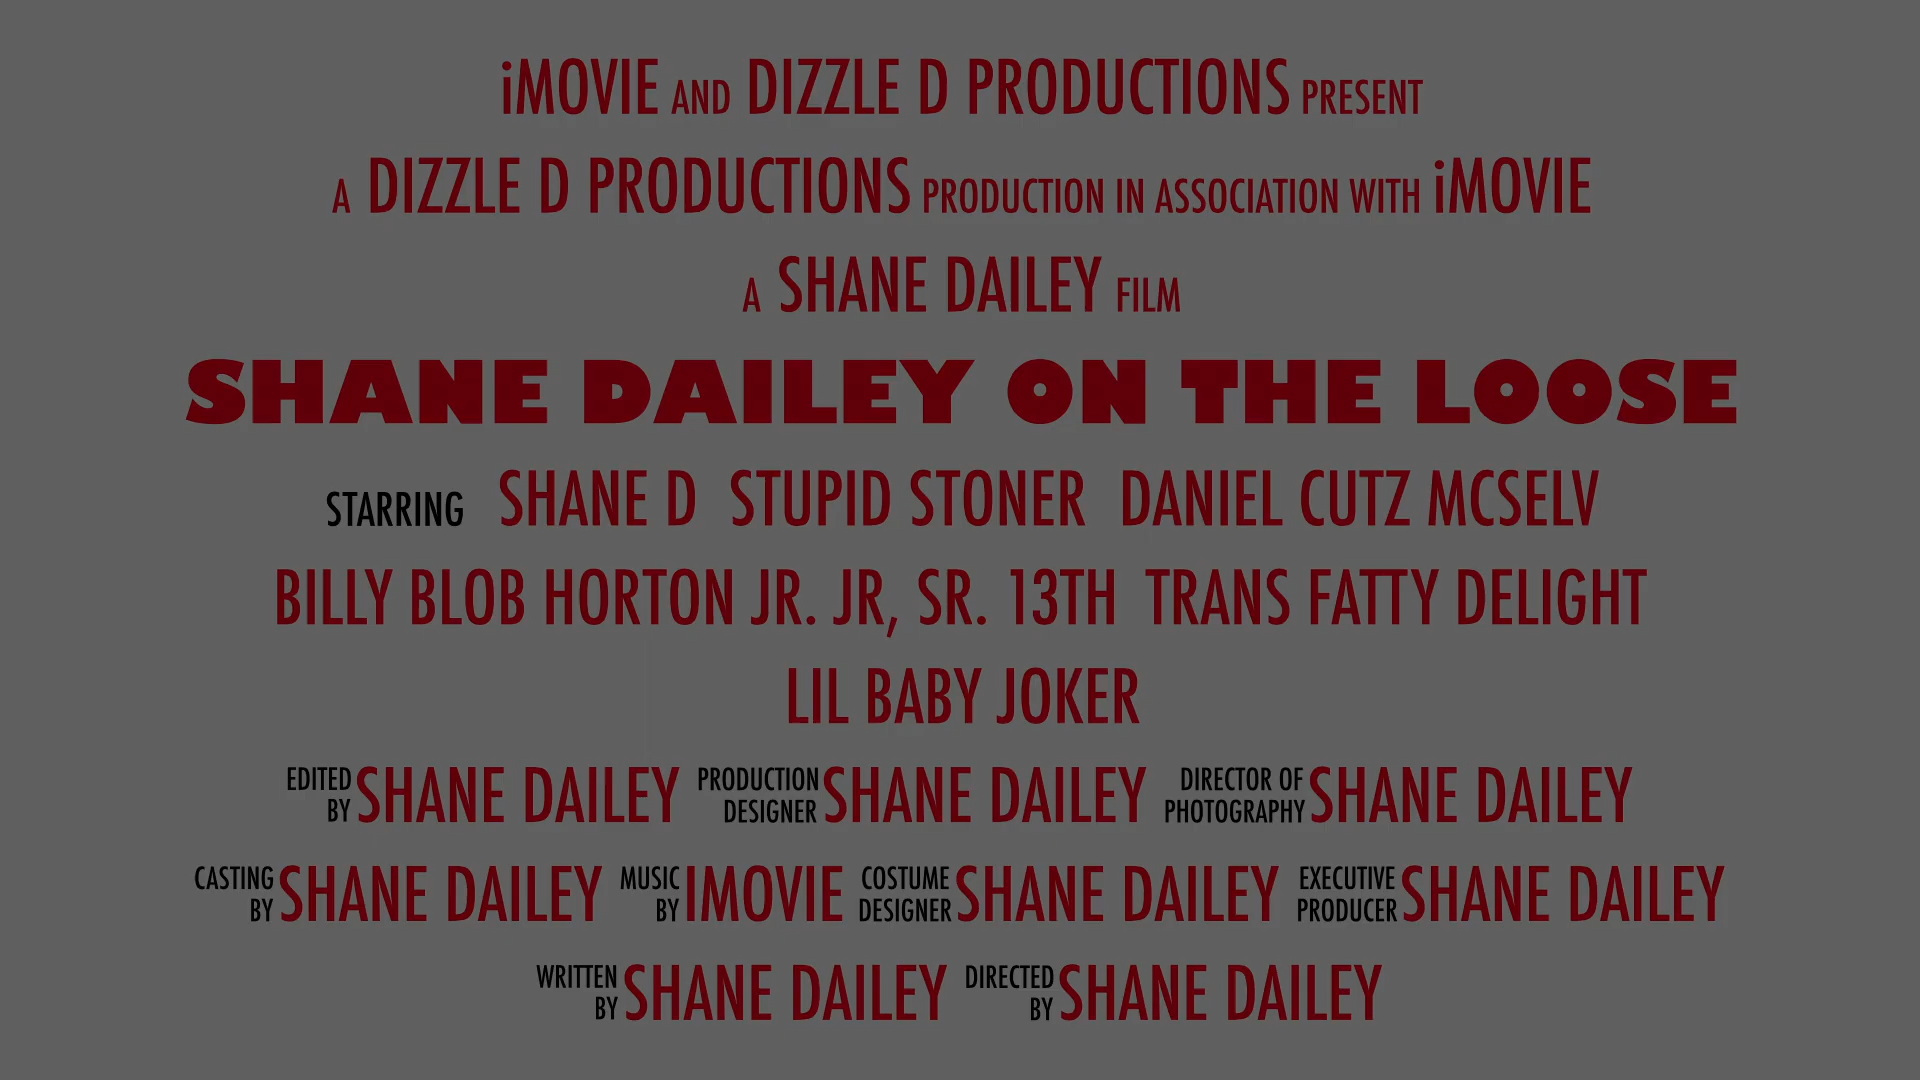 iMOVIE AND DIZZLE D PRODUCTIONS PRESENT
A DIZZLE D PRODUCTIONS PRODUCTION IN ASSOCIATION WITH iMOVIE
A SHANE DAILEY FILM
SHANE DAILEY ON THE LOOSE
STARRING SHANE D STUPID STONER DANIEL CUTZ MCSELV
BILLY BLOB HORTON JR. JR, SR. 13TH TRANS FATTY DELIGHT
LIL BABY JOKER
EDITED BY SHANE DAILEY PRODUCTION DESIGNER SHANE DAILEY DIRECTOR OF PHOTOGRAPHY SHANE DAILEY
CASTING BY SHANE DAILEY MUSIC BY IMOVIE COSTUME DESIGNER SHANE DAILEY EXECUTIVE PRODUCER SHANE DAILEY
WRITTEN BY SHANE DAILEY DIRECTED BY SHANE DAILEY